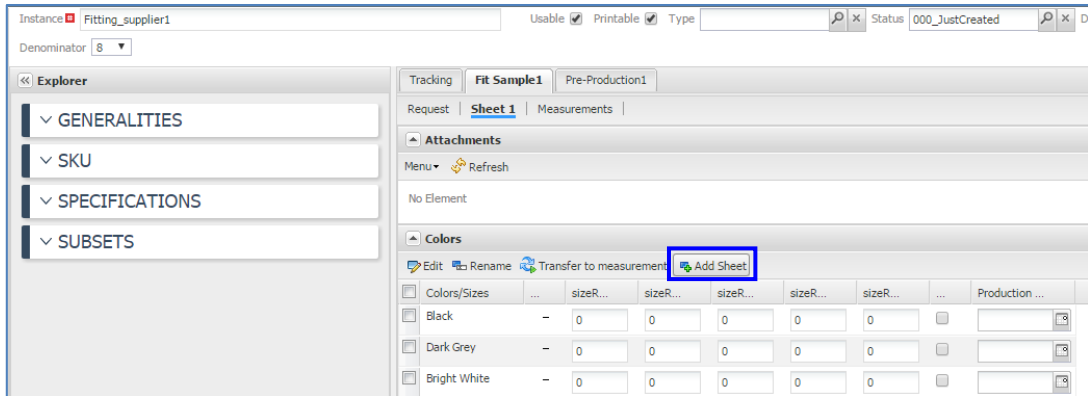 Instance Fitting_supplier1 Usable Printable Type Status 000_JustCreated D
Denominator 8
Explorer
GENERALITIES
SKU
SPECIFICATIONS
SUBSETS
Tracking Fit Sample1 Pre-Production1
Request Sheet 1 Measurements
Attachments
Menu Refresh
No Element
Colors
Edit Rename Transfer to measurement Add Sheet
Colors/Sizes ... sizeR... sizeR... sizeR... sizeR... sizeR... ... Production ...
Black -- 0 0 0 0 0
Dark Grey -- 0 0 0 0 0
Bright White -- 0 0 0 0 0